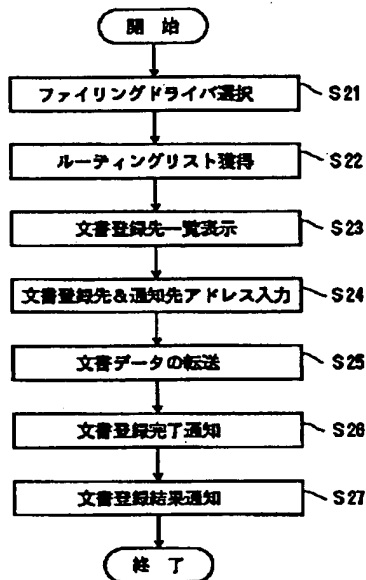 開 始
ファイリングドライバ選択 S21
ルーティングリスト獲得 S22
文書登録先一覧表示 S23
文書登録先&通知先アドレス入力 S24
文書データの転送 S25
文書登録完了通知 S26
文書登録結果通知 S27
終 了